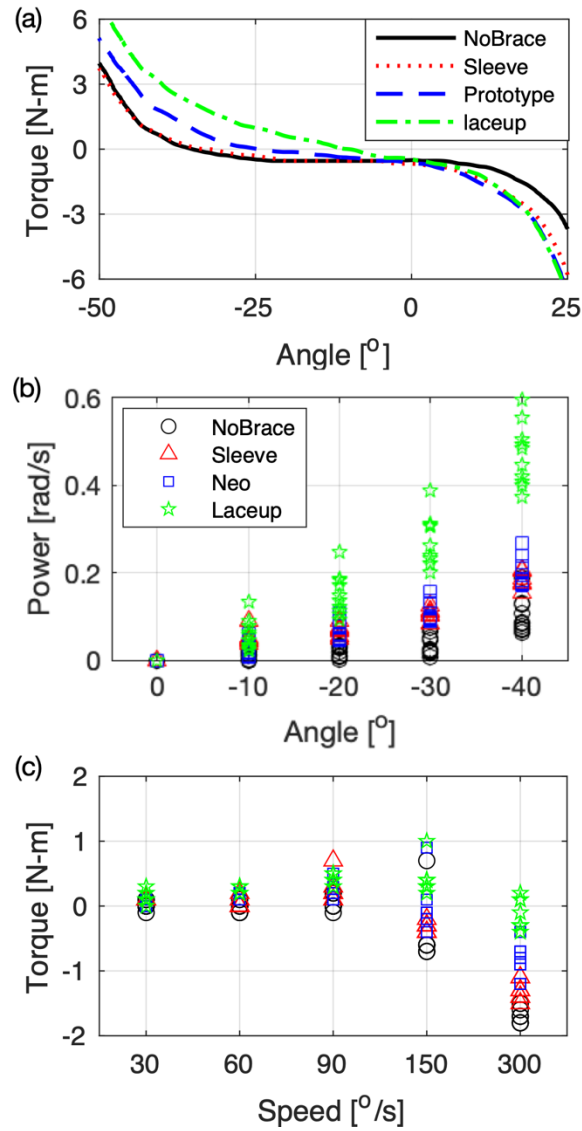 (a)
Torque [N-m]
6
3
0
-3
-6
NoBrace
Sleeve
Prototype
laceup
-50
-25
0
25
Angle [o]
(b)
Power [rad/s]
0.6
0.4
0.2
0
NoBrace
Sleeve
Neo
Laceup
0
-10
-20
-30
-40
Angle [o]
(c)
Torque [N-m]
2
1
0
-1
-2
30
60
90
150
300
Speed [o/s]